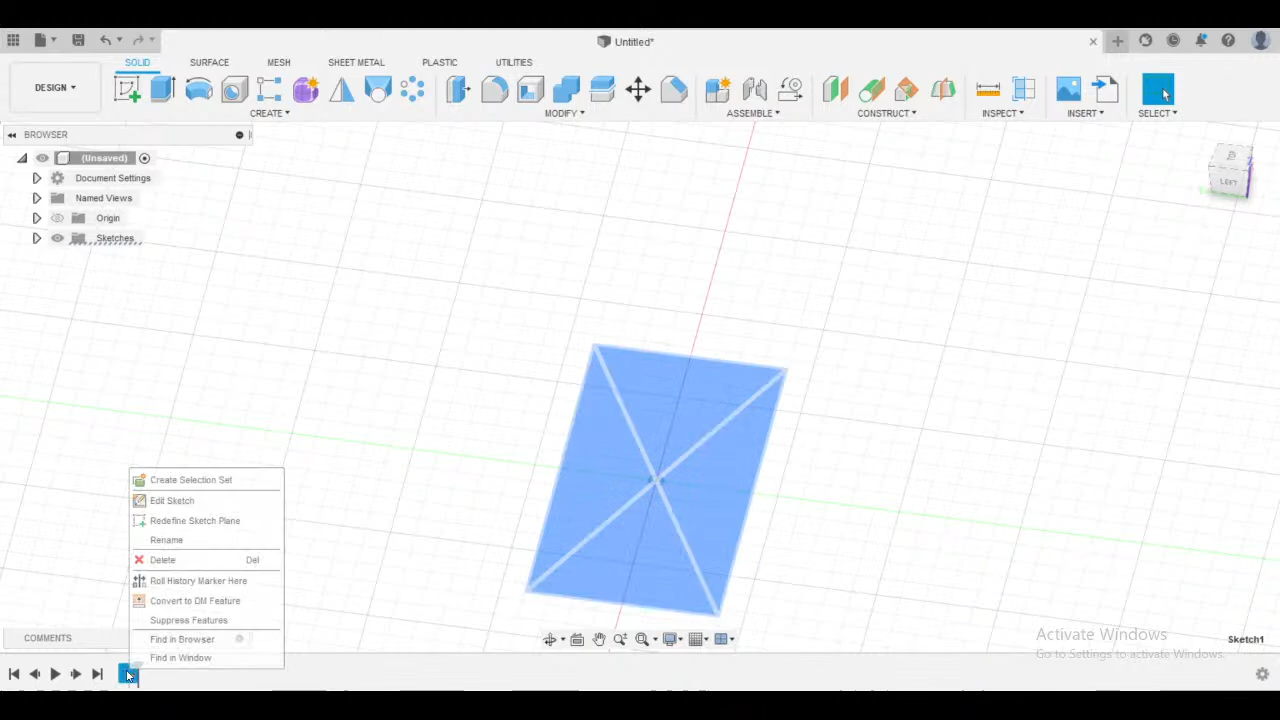 Untitled*
DESIGN
SOLID
SURFACE
MESH
SHEET METAL
PLASTIC
UTILITIES
CREATE
MODIFY
ASSEMBLE
CONSTRUCT
INSPECT
INSERT
SELECT
BROWSER
(Unsaved)
Document Settings
Named Views
Origin
Sketches
LEFT
Create Selection Set
Edit Sketch
Redefine Sketch Plane
Rename
Delete Del
Roll History Marker Here
Convert to DM Feature
Suppress Features
Find in Browser
Find in Window
COMMENTS
Activate Windows
Go to Settings to activate Windows.
Sketch1